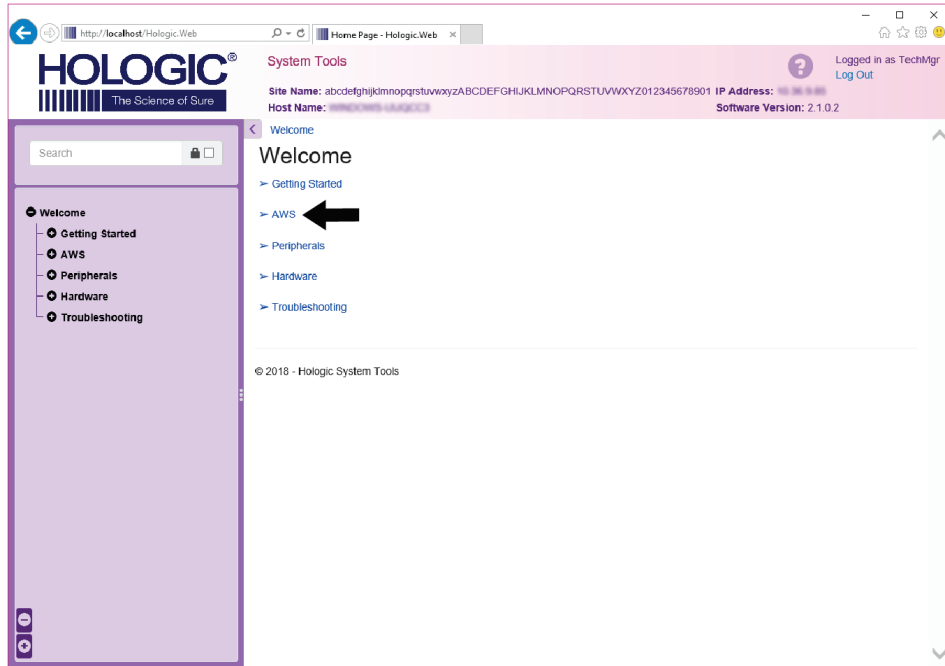 http://localhost/Hologic.Web
Home Page - Hologic.Web
HOLOGIC®
The Science of Sure
System Tools
Logged in as TechMgr
Log Out
Site Name: abcdefghijklmnopqrstuvwxyzABCDEFGHIJKLMNOPQRSTUVWXYZ012345678901 IP Address:
Host Name:
Software Version: 2.1.0.2
Search
Welcome
Getting Started
AWS
Peripherals
Hardware
Troubleshooting
Welcome
Welcome
➢ Getting Started
➢ AWS
➢ Peripherals
➢ Hardware
➢ Troubleshooting
© 2018 - Hologic System Tools